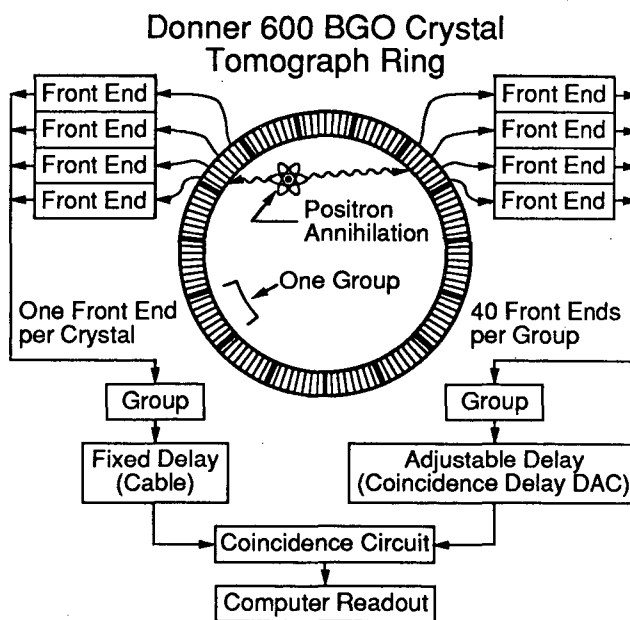 Donner 600 BGO Crystal
Tomograph Ring
Front End
Front End
Front End
Front End
Front End
Front End
Front End
Front End
Positron
Annihilation
One Group
One Front End
per Crystal
40 Front Ends
per Group
Group
Group
Fixed Delay
(Cable)
Adjustable Delay
(Coincidence Delay DAC)
Coincidence Circuit
Computer Readout